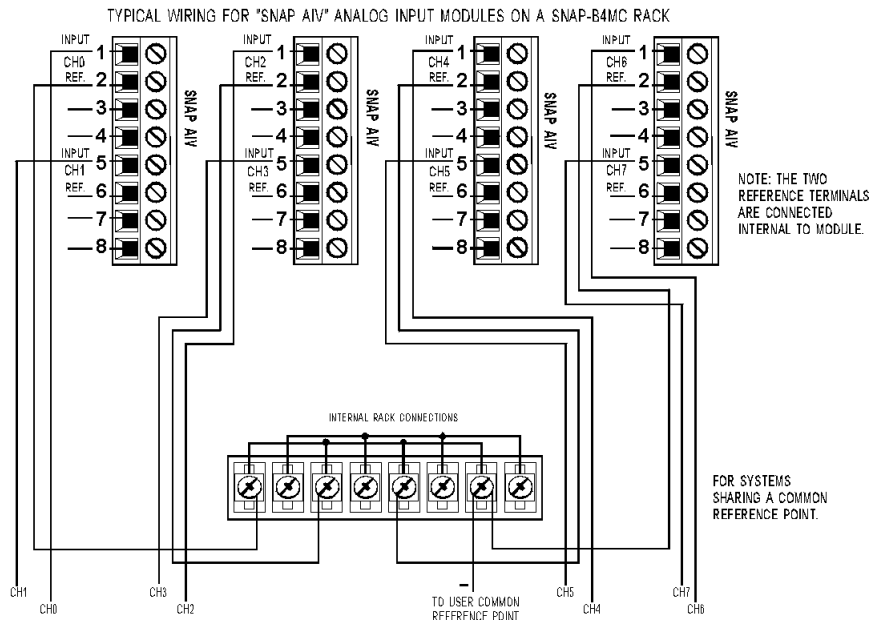 TYPICAL WIRING FOR "SNAP AIV" ANALOG INPUT MODULES ON A SNAP-B4MC RACK
INPUT 1
CH0
REF. 2
3
4
INPUT 5
CH1
REF. 6
7
8
SNAP AIV
INPUT 1
CH2
REF. 2
3
4
INPUT 5
CH3
REF. 6
7
8
SNAP AIV
INPUT 1
CH4
REF. 2
3
4
INPUT 5
CH5
REF. 6
7
8
SNAP AIV
INPUT 1
CH6
REF. 2
3
4
INPUT 5
CH7
REF. 6
7
8
SNAP AIV
NOTE: THE TWO
REFERENCE TERMINALS
ARE CONNECTED
INTERNAL TO MODULE.
INTERNAL RACK CONNECTIONS
FOR SYSTEMS
SHARING A COMMON
REFERENCE POINT.
CH1
CH0
CH3
CH2
–
TO USER COMMON
REFERENCE POINT
CH5
CH4
CH7
CH6